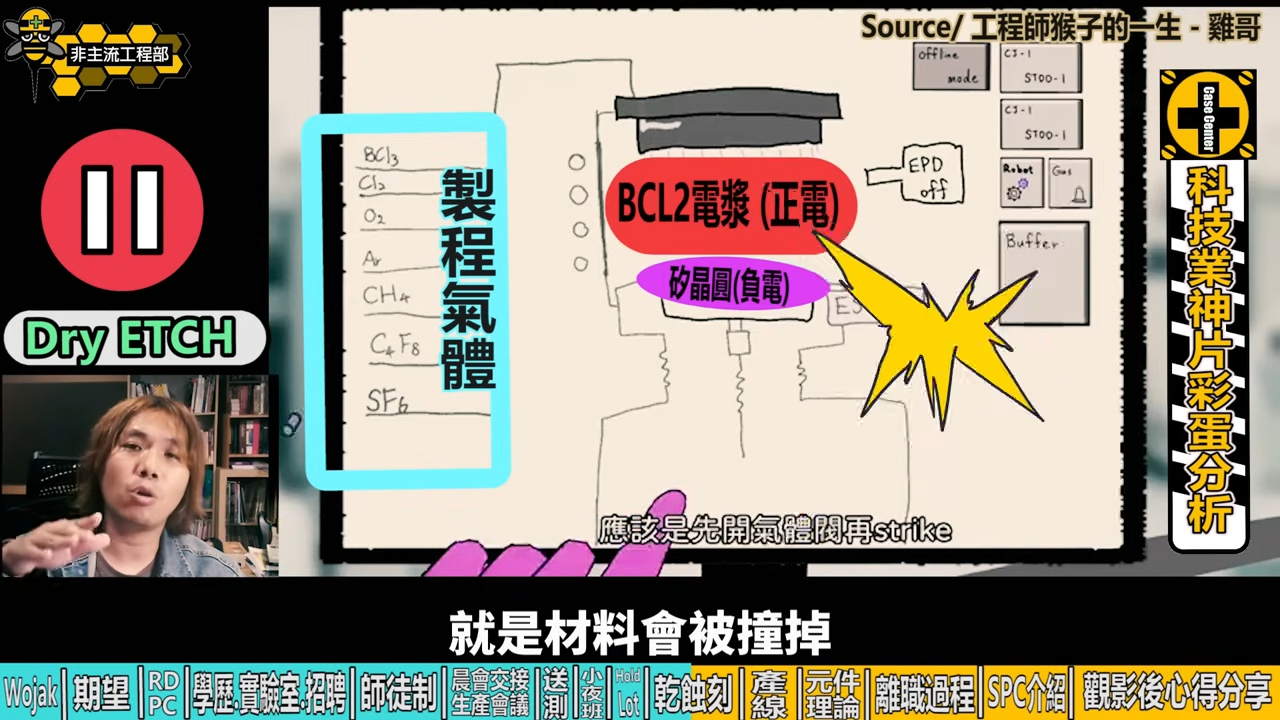 非主流工程部
Source/ 工程師猴子的一生 - 雞哥
Offline
mode
CJ-1
STOO-1
CJ-1
STOO-1
Robot
Gas
EPD
off
Buffer:
BCl3
Cl2
O2
Ar
CH4
C4F8
SF6
製程氣體
BCL2電漿 (正電)
矽晶圓(負電)
Dry ETCH
Case Center
科技業神片彩蛋分析
應該是先開氣體閥再strike
就是材料會被撞掉
Wojak
期望
RD
PC
學歷.實驗室.招聘
師徒制
晨會交接
生產會議
送測
小夜班
Hold
Lot
乾蝕刻
產線
元件
理論
離職過程
SPC介紹
觀影後心得分享